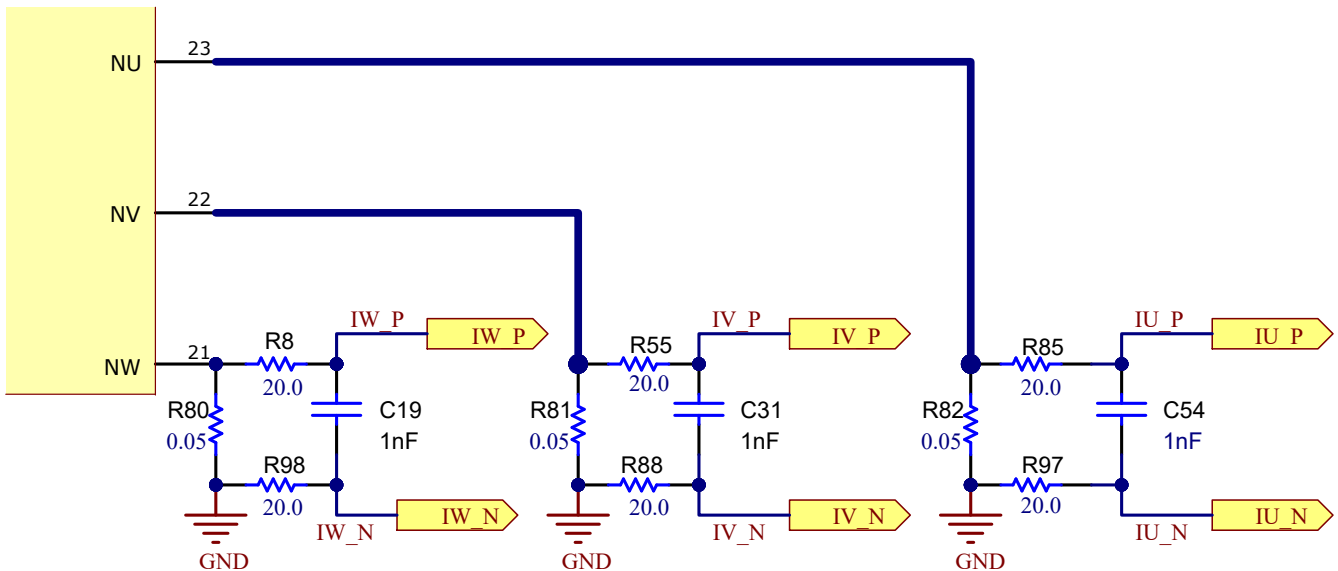 NU
23
NV
22
NW
21
R8
20.0
IW_P
IW_P
R55
20.0
IV_P
IV_P
R85
20.0
IU_P
IU_P
R80
0.05
C19
1nF
R81
0.05
C31
1nF
R82
0.05
C54
1nF
R98
20.0
IW_N
IW_N
GND
R88
20.0
IV_N
IV_N
GND
R97
20.0
IU_N
IU_N
GND